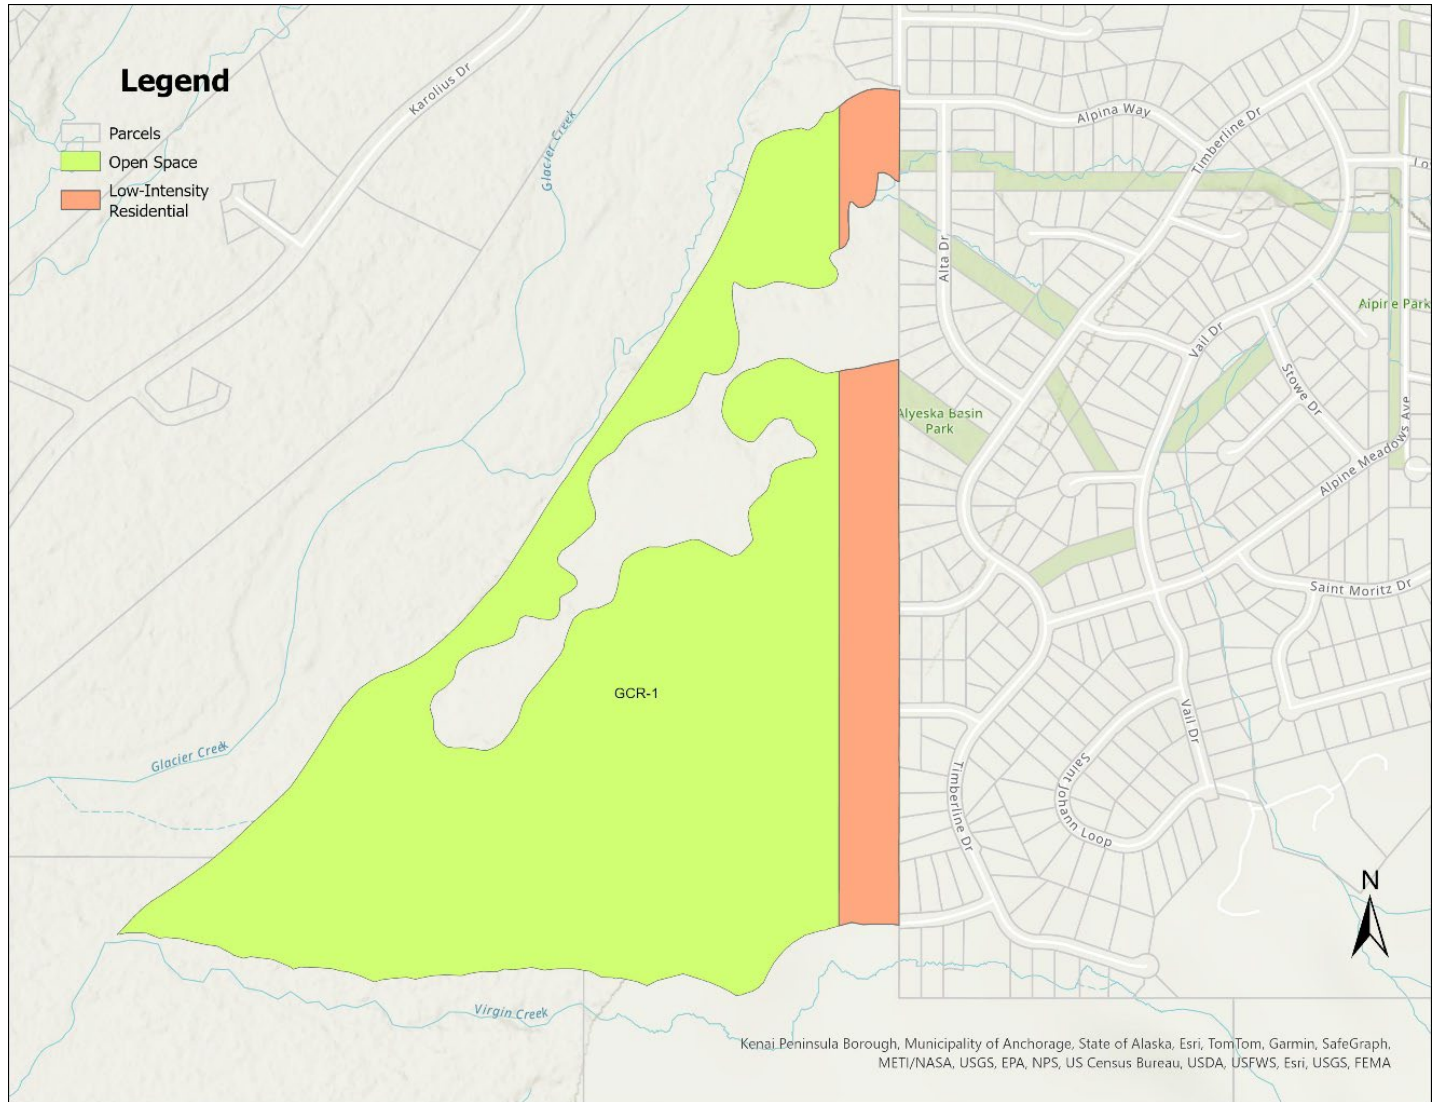 Legend
Parcels
Open Space
Low-Intensity
Residential
Karolius Dr
Glacier Creek
Alpina Way
Timberline Dr
Alta Dr
Vail Dr
Alpine Park
Stowe Dr
Alyeska Basin
Park
Alpine Meadows Ave
Saint Moritz Dr
GCR-1
Vail Dr
Glacier Creek
Saint Johann Loop
Timberline Dr
N
Virgin Creek
Kenai Peninsula Borough, Municipality of Anchorage, State of Alaska, Esri, TomTom, Garmin, SafeGraph,
METI/NASA, USGS, EPA, NPS, US Census Bureau, USDA, USFWS, Esri, USGS, FEMA